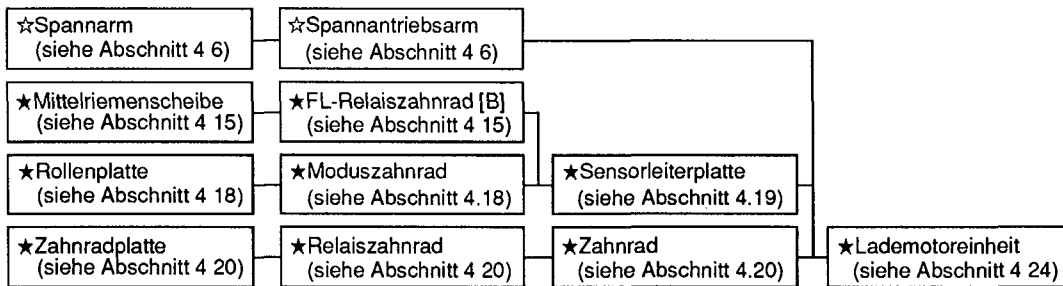 ☆Spannarm
(siehe Abschnitt 4 6)
☆Spannantriebsarm
(siehe Abschnitt 4 6)
★Mittelriemenscheibe
(siehe Abschnitt 4 15)
★FL-Relaiszahnrad [B]
(siehe Abschnitt 4 15)
★Rollenplatte
(siehe Abschnitt 4 18)
★Moduszahnrad
(siehe Abschnitt 4.18)
★Sensorleiterplatte
(siehe Abschnitt 4.19)
★Zahnradplatte
(siehe Abschnitt 4 20)
★Relaiszahnrad
(siehe Abschnitt 4 20)
★Zahnrad
(siehe Abschnitt 4.20)
★Lademotoreinheit
(siehe Abschnitt 4 24)